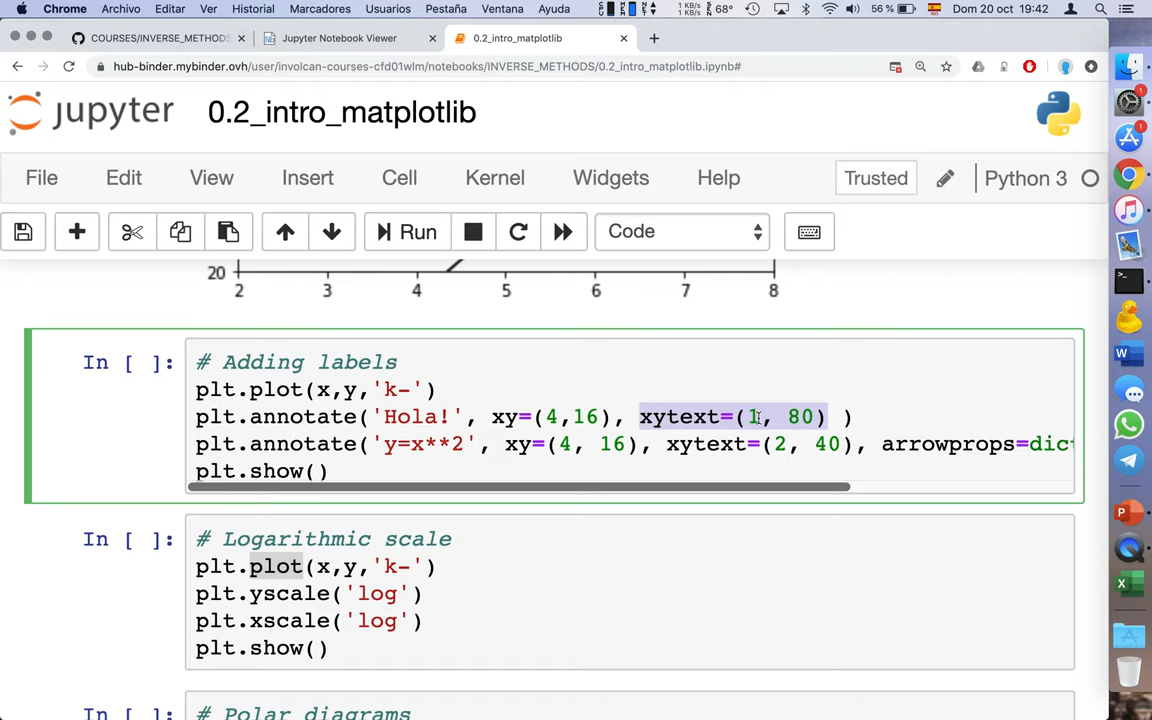 Chrome Archivo Editar Ver Historial Marcadores Usuarios Pestaña Ventana Ayuda 1 KB/s 1 KB/s 68° 56 % Dom 20 oct 19:42
COURSES/INVERSE_METHODS Jupyter Notebook Viewer 0.2_intro_matplotlib
hub-binder.mybinder.ovh/user/involcan-courses-cfd01wlm/notebooks/INVERSE_METHODS/0.2_intro_matplotlib.ipynb#
jupyter 0.2_intro_matplotlib
File Edit View Insert Cell Kernel Widgets Help Trusted Python 3
Run Code
20
2 3 4 5 6 7 8
In [ ]: # Adding labels
plt.plot(x,y,'k-')
plt.annotate('Hola!', xy=(4,16), xytext=(1, 80) )
plt.annotate('y=x**2', xy=(4, 16), xytext=(2, 40), arrowprops=dict
plt.show()
In [ ]: # Logarithmic scale
plt.plot(x,y,'k-')
plt.yscale('log')
plt.xscale('log')
plt.show()
In [ ]: # Polar diagrams